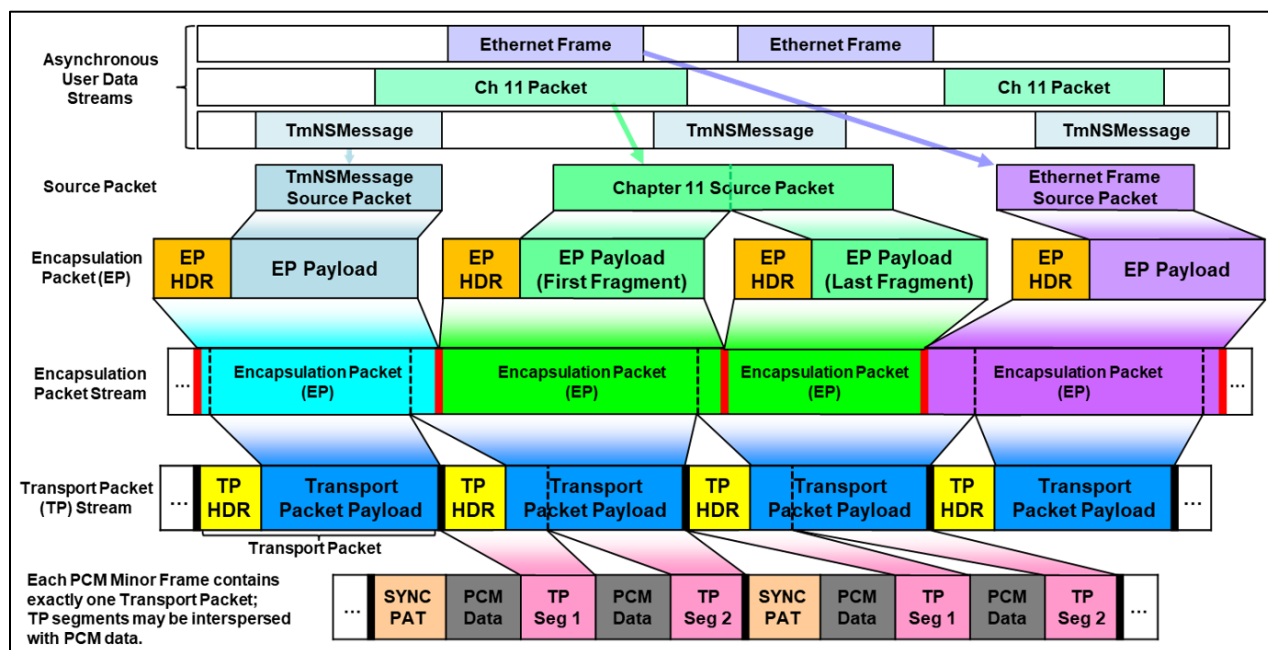 Asynchronous
User Data
Streams
Ethernet Frame
Ethernet Frame
Ch 11 Packet
Ch 11 Packet
TmNSMessage
TmNSMessage
TmNSMessage
Source Packet
TmNSMessage
Source Packet
Chapter 11 Source Packet
Ethernet Frame
Source Packet
Encapsulation
Packet (EP)
EP
HDR
EP Payload
EP
HDR
EP Payload
(First Fragment)
EP
HDR
EP Payload
(Last Fragment)
EP
HDR
EP Payload
Encapsulation
Packet Stream
...
Encapsulation Packet
(EP)
Encapsulation Packet
(EP)
Encapsulation Packet
(EP)
Encapsulation Packet
(EP)
...
Transport Packet
(TP) Stream
...
TP
HDR
Transport
Packet Payload
TP
HDR
Transport
Packet Payload
TP
HDR
Transport
Packet Payload
TP
HDR
Transport
Packet Payload
...
Transport Packet
Each PCM Minor Frame contains
exactly one Transport Packet;
TP segments may be interspersed
with PCM data.
...
SYNC
PAT
PCM
Data
TP
Seg 1
PCM
Data
TP
Seg 2
SYNC
PAT
PCM
Data
TP
Seg 1
PCM
Data
TP
Seg 2
...